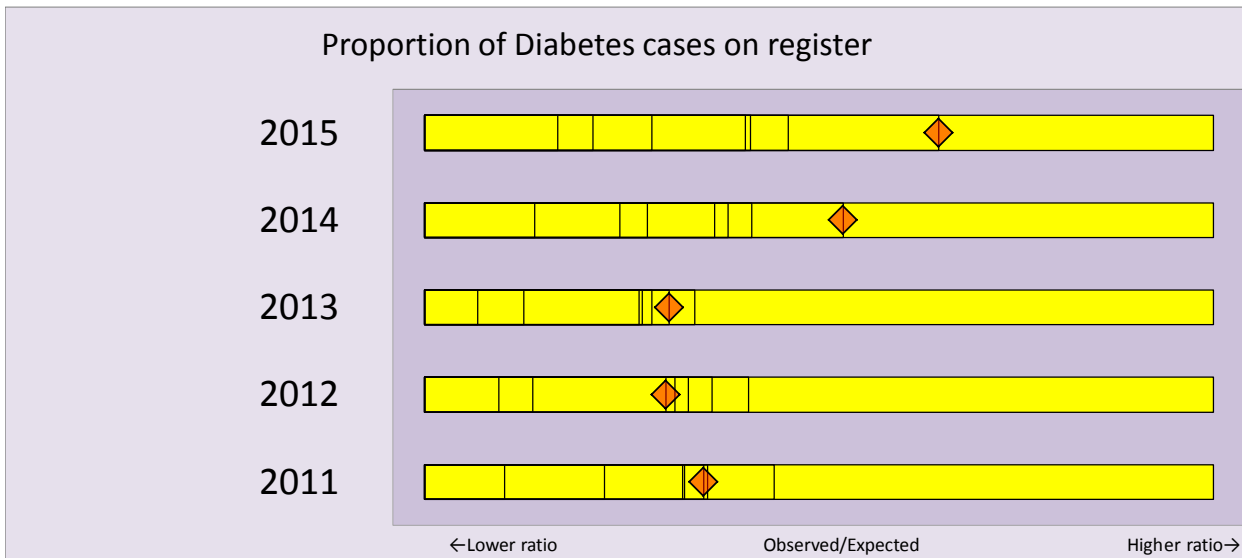 Proportion of Diabetes cases on register
2015
2014
2013
2012
2011
←Lower ratio Observed/Expected Higher ratio→